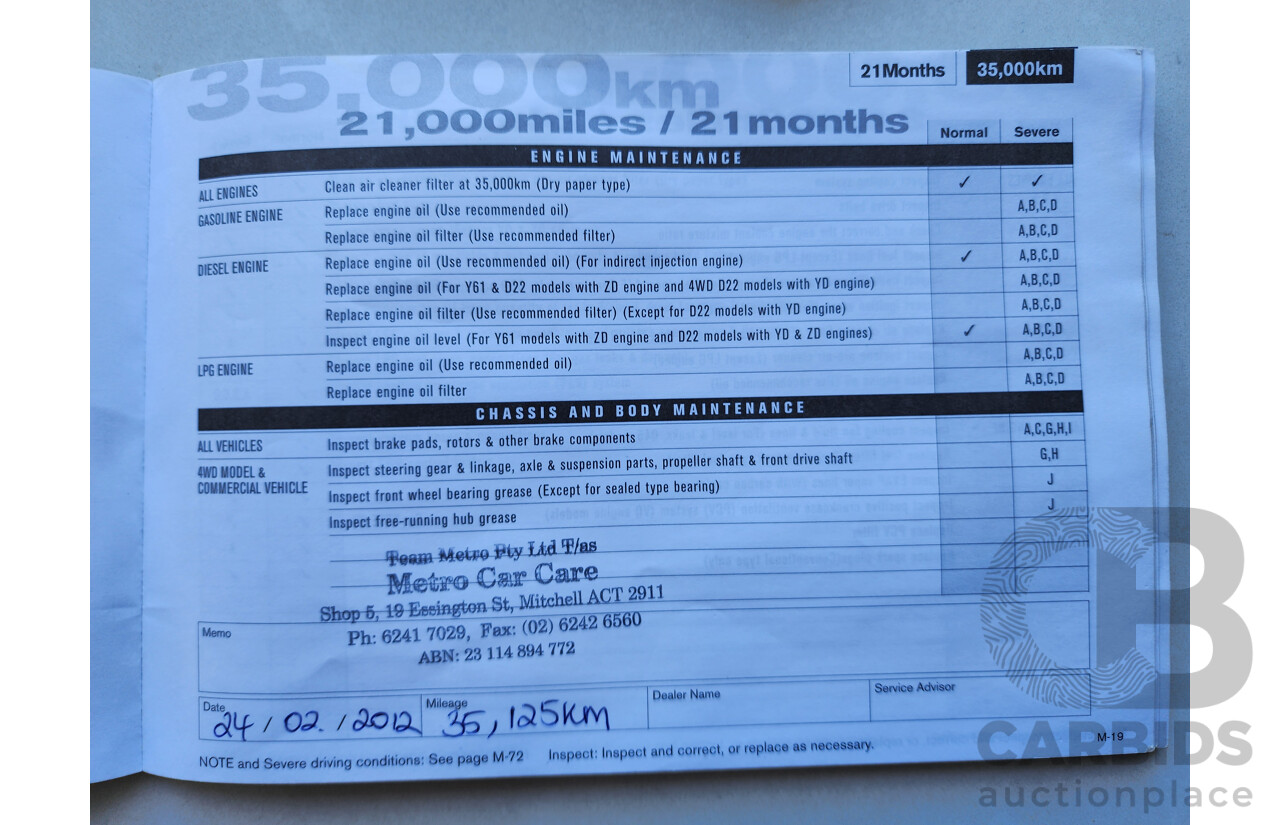 35,000km
21Months 35,000km
21,000miles / 21months
Normal Severe
ENGINE MAINTENANCE
ALL ENGINES Clean air cleaner filter at 35,000km (Dry paper type) ✓ ✓
GASOLINE ENGINE Replace engine oil (Use recommended oil) A,B,C,D
Replace engine oil filter (Use recommended filter) A,B,C,D
DIESEL ENGINE Replace engine oil (Use recommended oil) (For indirect injection engine) ✓ A,B,C,D
Replace engine oil (For Y61 & D22 models with ZD engine and 4WD D22 models with YD engine) A,B,C,D
Replace engine oil filter (Use recommended filter) (Except for D22 models with YD engine) A,B,C,D
Inspect engine oil level (For Y61 models with ZD engine and D22 models with YD & ZD engines) ✓ A,B,C,D
LPG ENGINE Replace engine oil (Use recommended oil) A,B,C,D
Replace engine oil filter A,B,C,D
CHASSIS AND BODY MAINTENANCE
ALL VEHICLES Inspect brake pads, rotors & other brake components A,C,G,H,I
4WD MODEL & Inspect steering gear & linkage, axle & suspension parts, propeller shaft & front drive shaft G,H
COMMERCIAL VEHICLE Inspect front wheel bearing grease (Except for sealed type bearing) J
Inspect free-running hub grease J
Team Metro Pty Ltd T/as
Metro Car Care
Shop 5, 19 Essington St, Mitchell ACT 2911
Memo
Ph: 6241 7029, Fax: (02) 6242 6560
ABN: 23 114 894 772
Date Mileage Dealer Name Service Advisor
24/02./2012 35,125KM
NOTE and Severe driving conditions: See page M-72 Inspect: Inspect and correct, or replace as necessary.
M-19
CB
CARBIDS
auctionplace